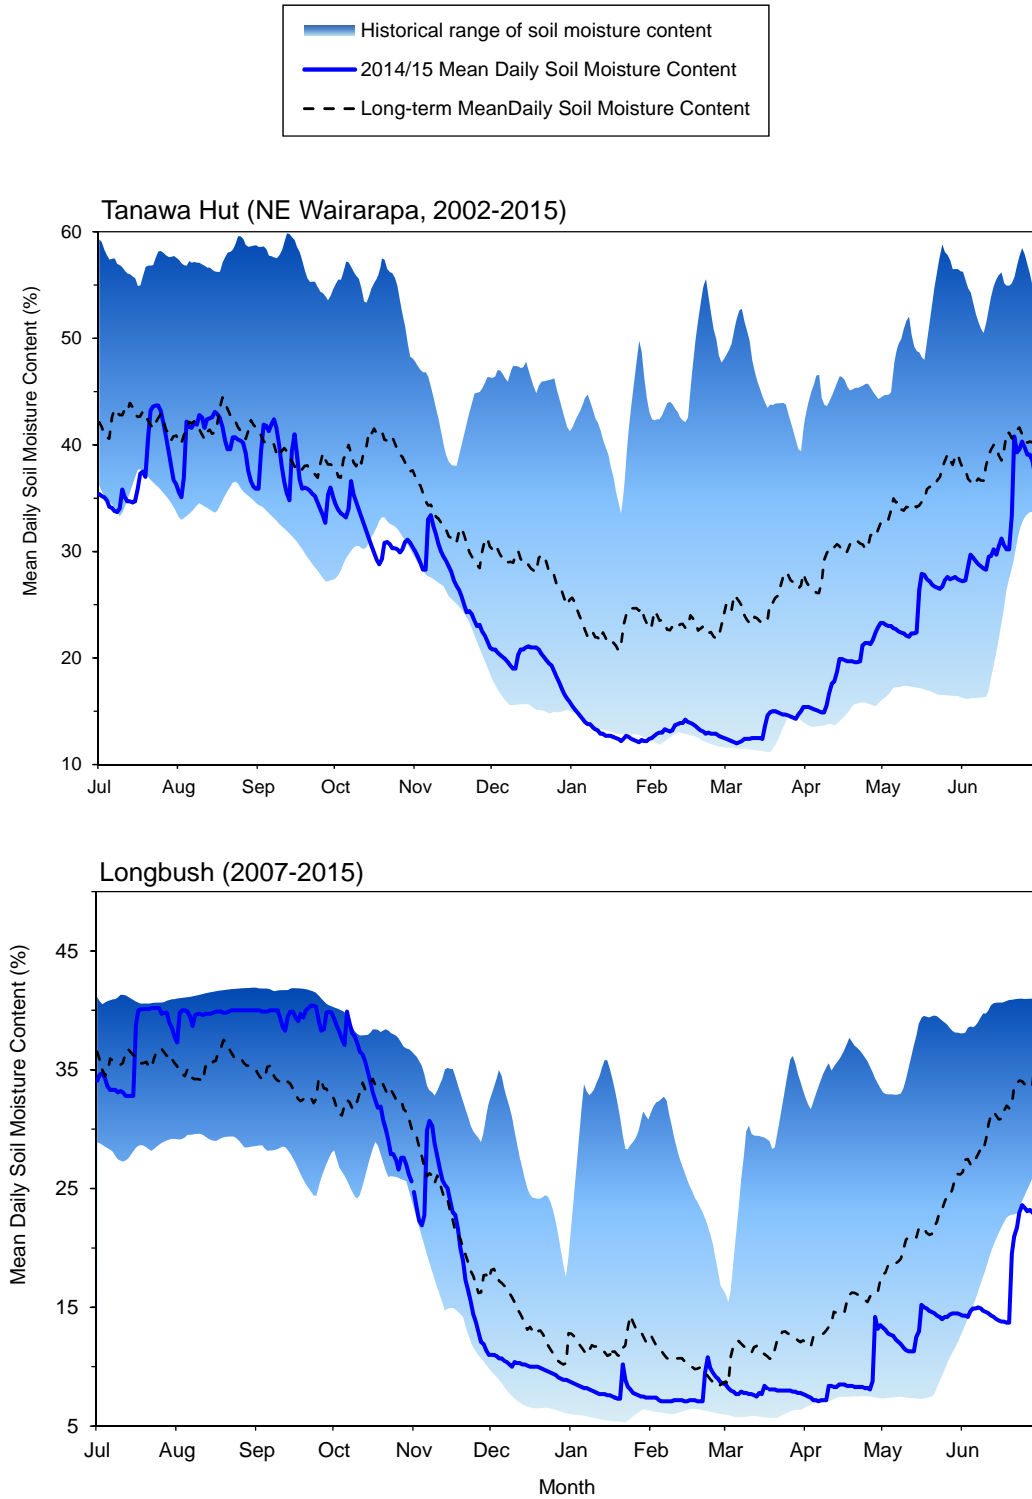 Historical range of soil moisture content
2014/15 Mean Daily Soil Moisture Content
Long-term MeanDaily Soil Moisture Content
Tanawa Hut (NE Wairarapa, 2002-2015)
Mean Daily Soil Moisture Content (%)
60
50
40
30
20
10
Jul Aug Sep Oct Nov Dec Jan Feb Mar Apr May Jun
Longbush (2007-2015)
Mean Daily Soil Moisture Content (%)
45
35
25
15
5
Jul Aug Sep Oct Nov Dec Jan Feb Mar Apr May Jun
Month